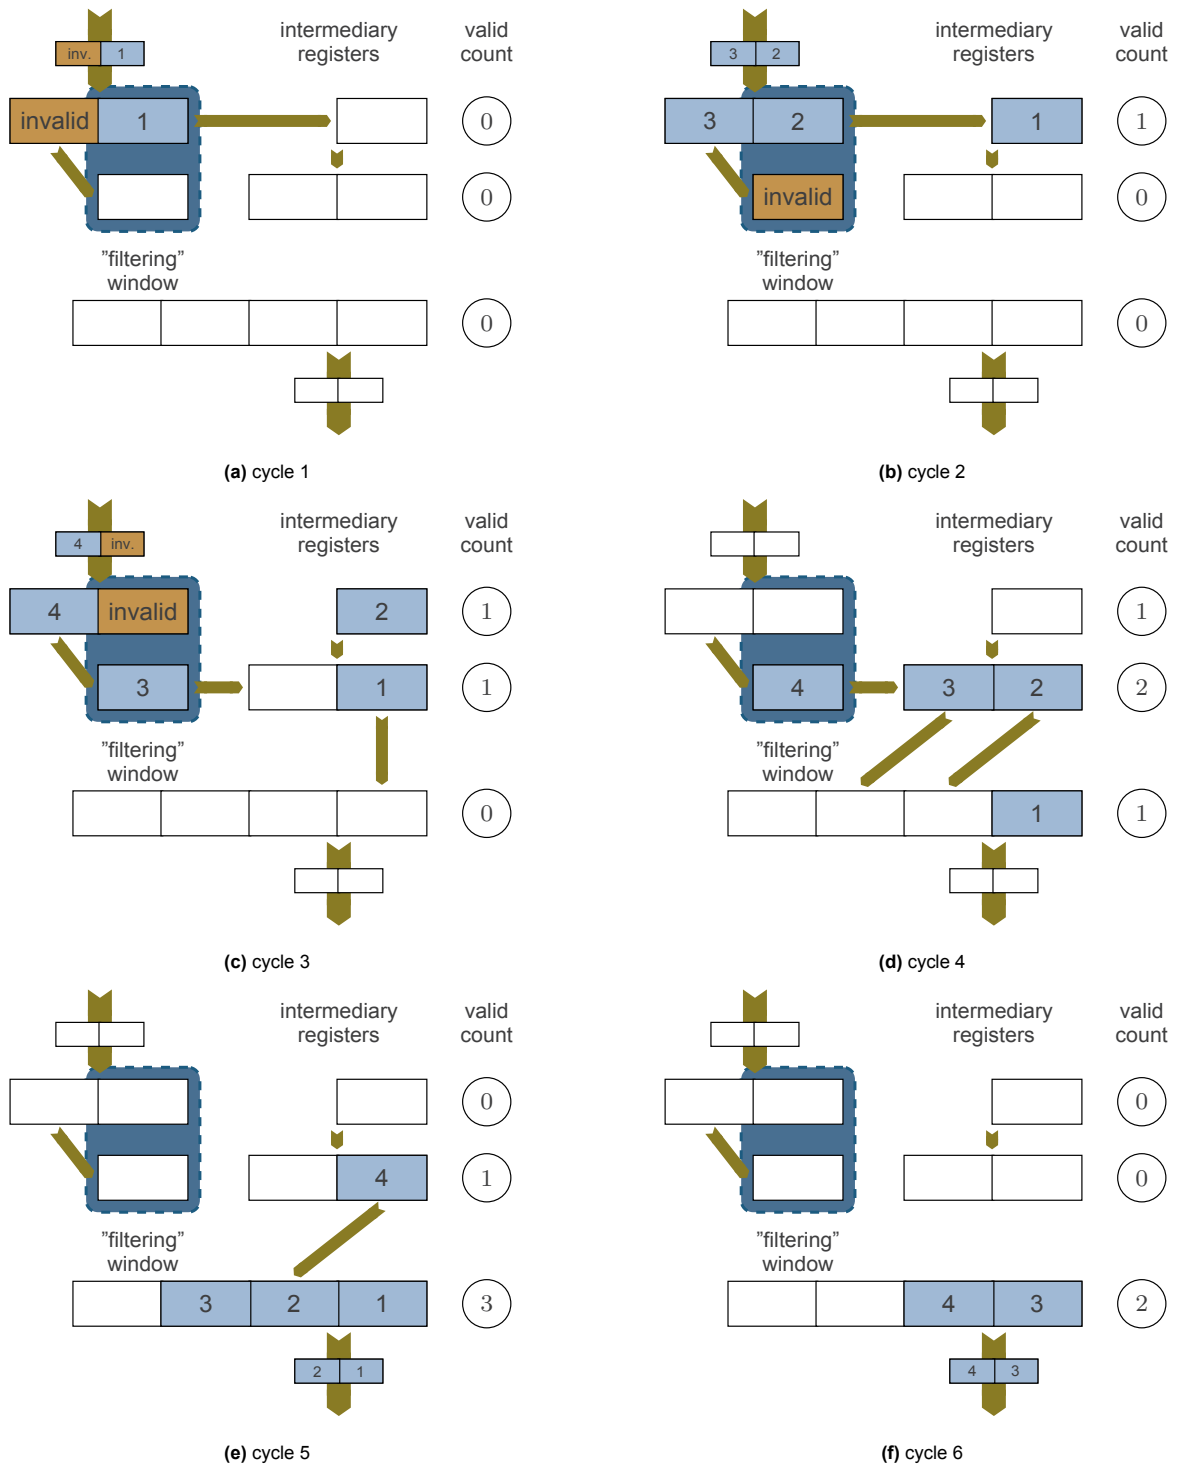 intermediary registers
valid count
inv. 1
invalid 1
0
0
"filtering" window
0
(a) cycle 1
intermediary registers
valid count
3 2
3 2 1
1
invalid
0
"filtering" window
0
(b) cycle 2
intermediary registers
valid count
4 inv.
4 invalid 2
1
3 1
1
"filtering" window
0
(c) cycle 3
intermediary registers
valid count
1
4 3 2
2
"filtering" window
1
1
(d) cycle 4
intermediary registers
valid count
0
4
1
"filtering" window
3 2 1
3
2 1
(e) cycle 5
intermediary registers
valid count
0
0
"filtering" window
4 3
2
4 3
(f) cycle 6